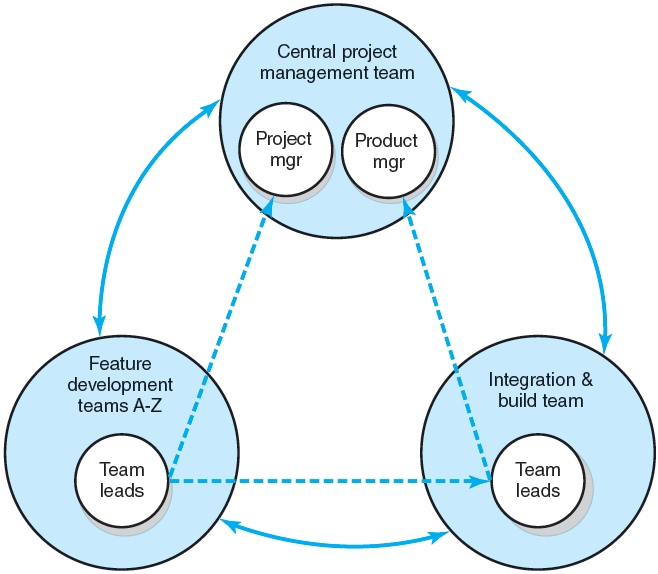 Central project
management team
Project
mgr
Product
mgr
Feature
development
teams A-Z
Team
leads
Integration &
build team
Team
leads